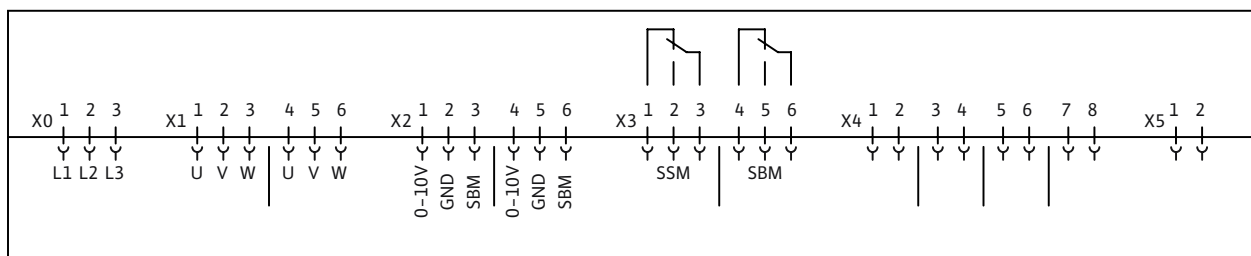 X0 1 2 3 X1 1 2 3 4 5 6 X2 1 2 3 4 5 6 X3 1 2 3 4 5 6 X4 1 2 3 4 5 6 7 8 X5 1 2
L1 L2 L3 U V W U V W 0-10V GND SBM 0-10V GND SBM SSM SBM